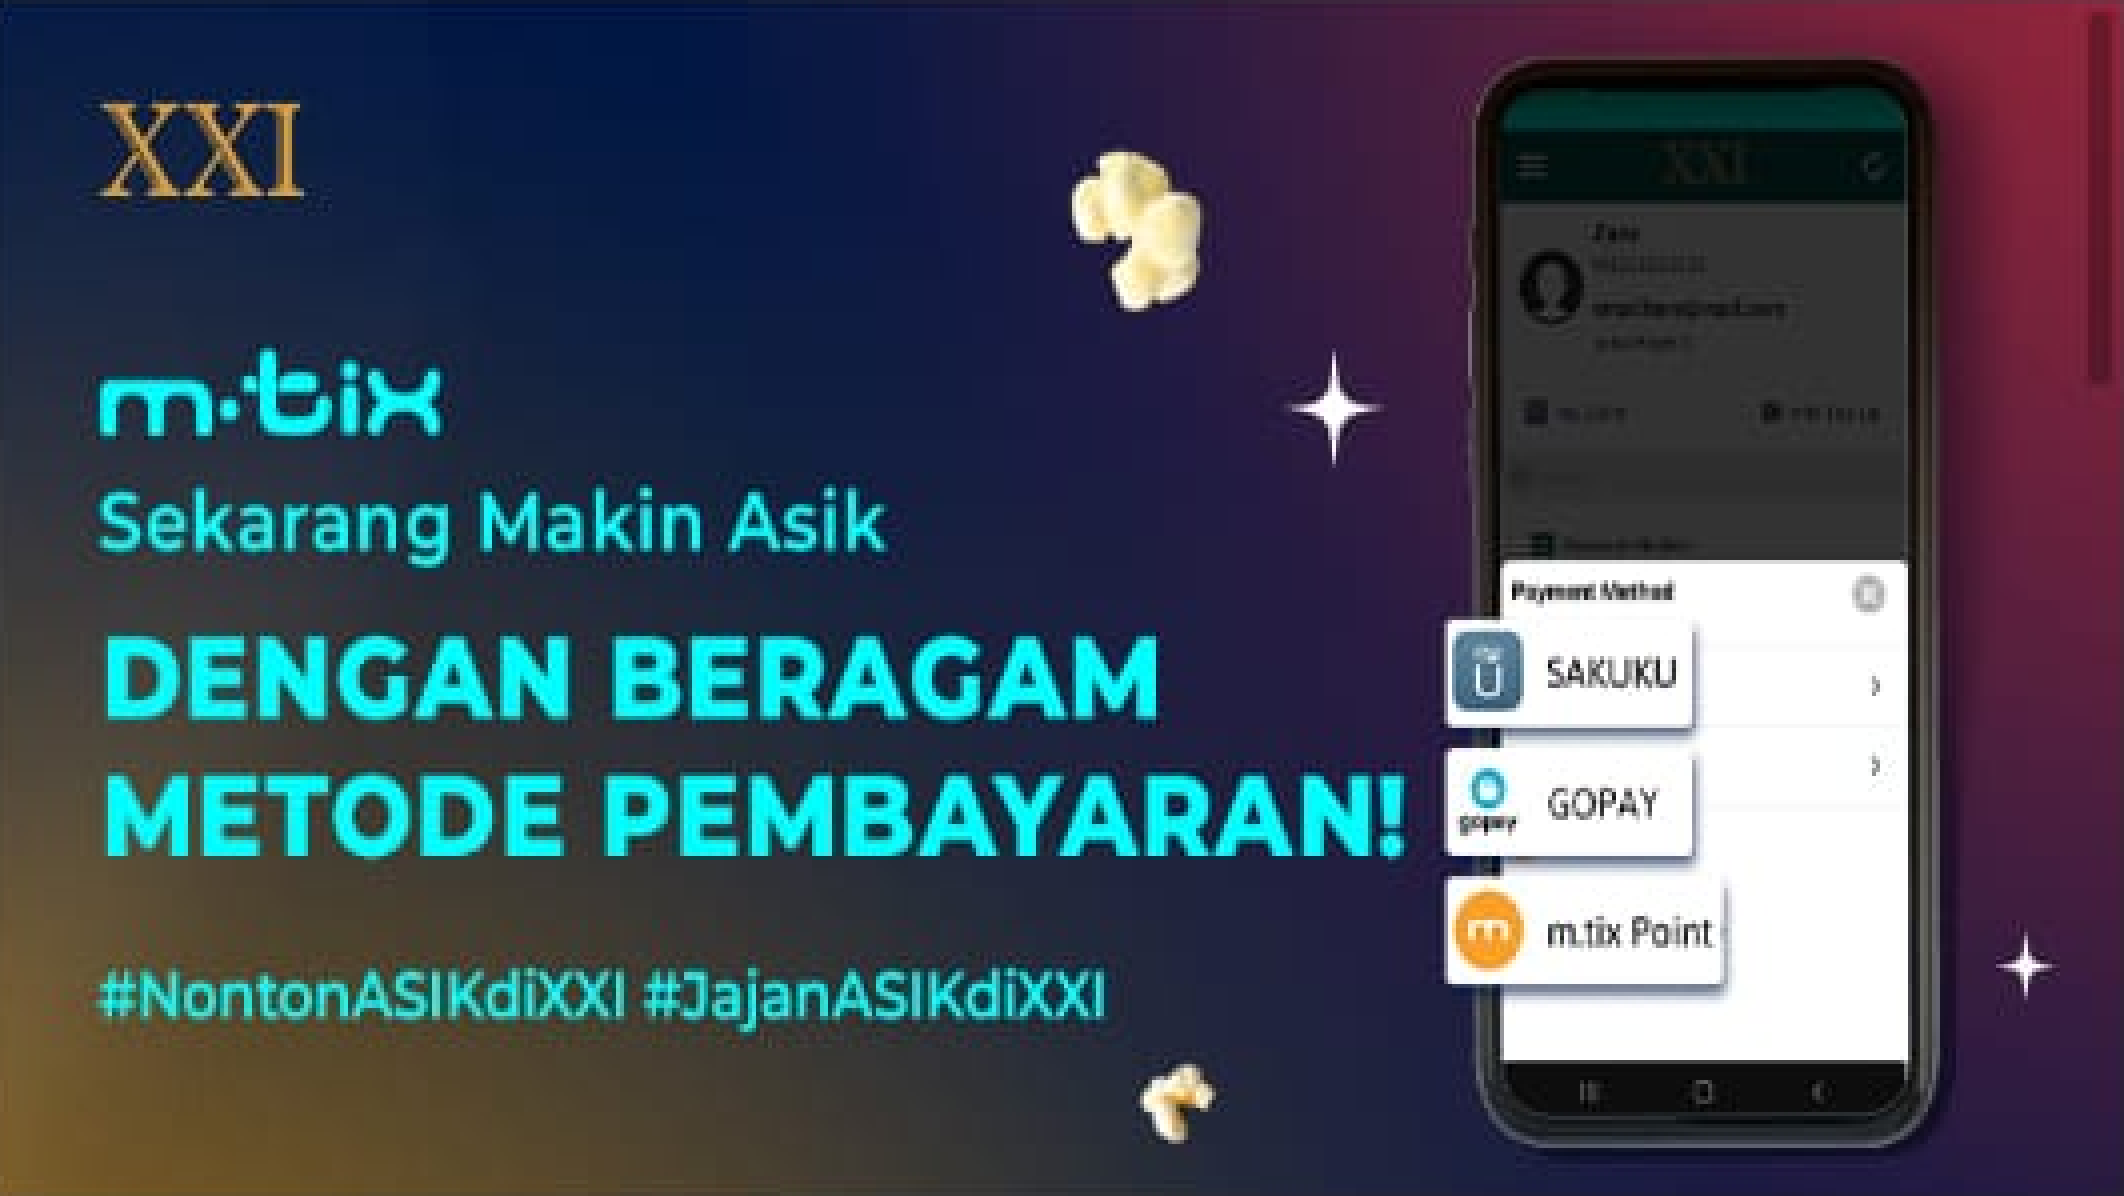 XXI
m.tix
Sekarang Makin Asik
DENGAN BERAGAM
METODE PEMBAYARAN!
#NontonASIKdiXXI #JajanASIKdiXXI
XXI
Payment Method
SAKUKU
gopay
GOPAY
m
m.tix Point